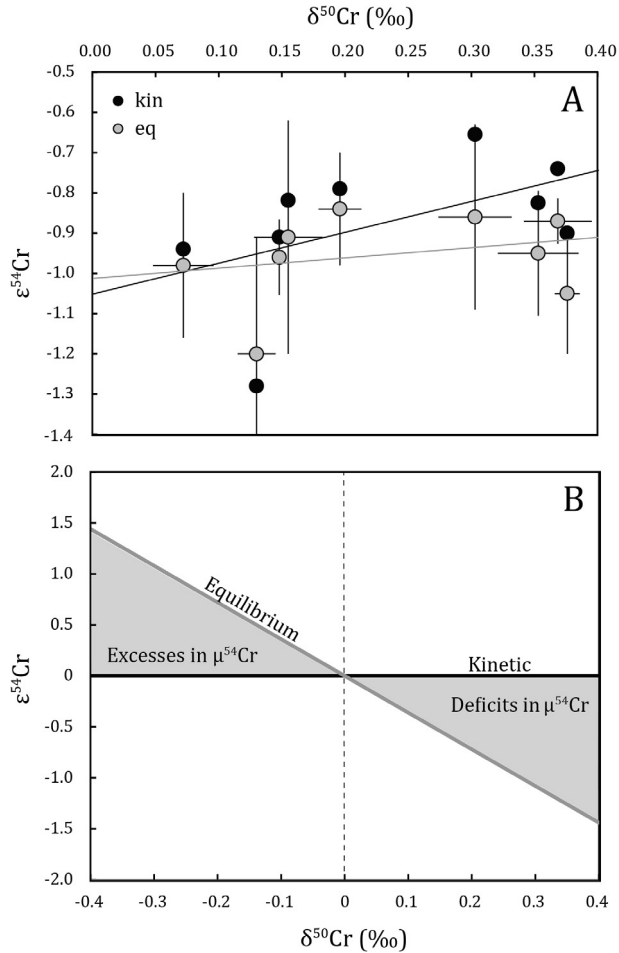 δ⁵⁰Cr (‰)
0.00 0.05 0.10 0.15 0.20 0.25 0.30 0.35 0.40
A
kin
eq
-0.5
-0.6
-0.7
-0.8
-0.9
-1.0
-1.1
-1.2
-1.3
-1.4
ε⁵⁴Cr
B
2.0
1.5
1.0
0.5
0
-0.5
-1.0
-1.5
-2.0
ε⁵⁴Cr
Equilibrium
Excesses in μ⁵⁴Cr
Kinetic
Deficits in μ⁵⁴Cr
-0.4 -0.3 -0.2 -0.1 0 0.1 0.2 0.3 0.4
δ⁵⁰Cr (‰)